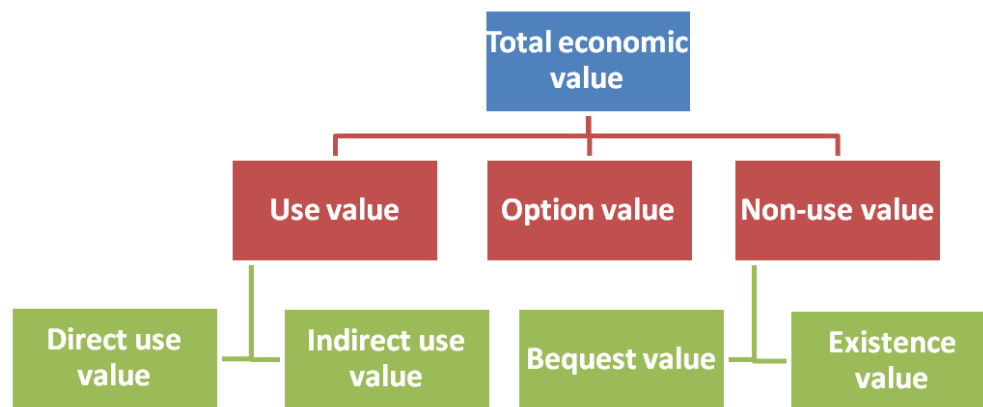 Total economic
value
Use value
Option value
Non-use value
Direct use
value
Indirect use
value
Bequest value
Existence
value